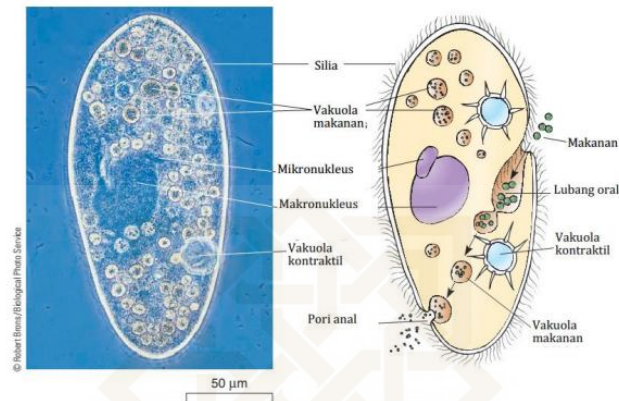 © Robert Brons/Biological Photo Service
Silia
Vakuola
makanan;
Mikronukleus
Makronukleus
Vakuola
kontraktil
50 µm
Makanan
Lubang oral
Vakuola
kontraktil
Pori anal
Vakuola
makanan